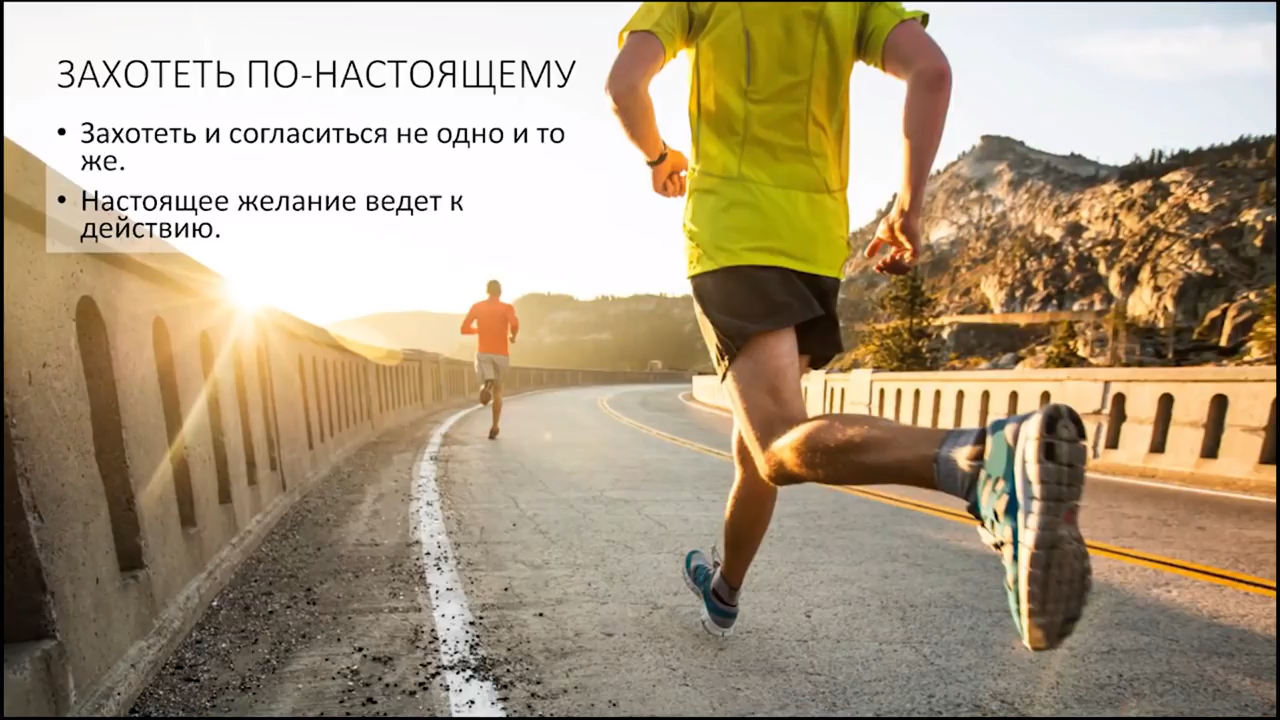 ЗАХОТЕТЬ ПО-НАСТОЯЩЕМУ
• Захотеть и согласиться не одно и то
же.
• Настоящее желание ведет к
действию.